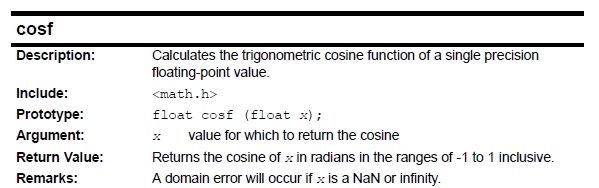 cosf
Description: Calculates the trigonometric cosine function of a single precision
floating-point value.
Include: <math.h>
Prototype: float cosf (float x);
Argument: x value for which to return the cosine
Return Value: Returns the cosine of x in radians in the ranges of -1 to 1 inclusive.
Remarks: A domain error will occur if x is a NaN or infinity.